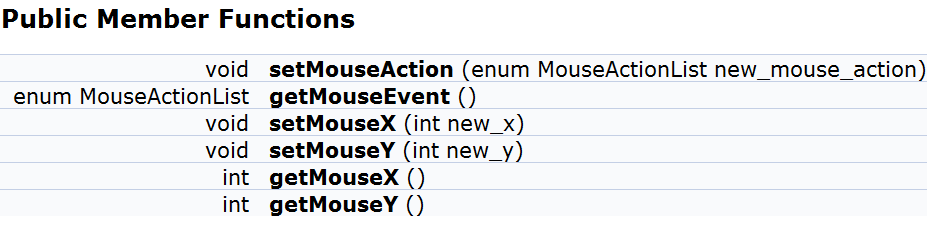 Public Member Functions
void setMouseAction (enum MouseActionList new_mouse_action)
enum MouseActionList getMouseEvent ()
void setMouseX (int new_x)
void setMouseY (int new_y)
int getMouseX ()
int getMouseY ()